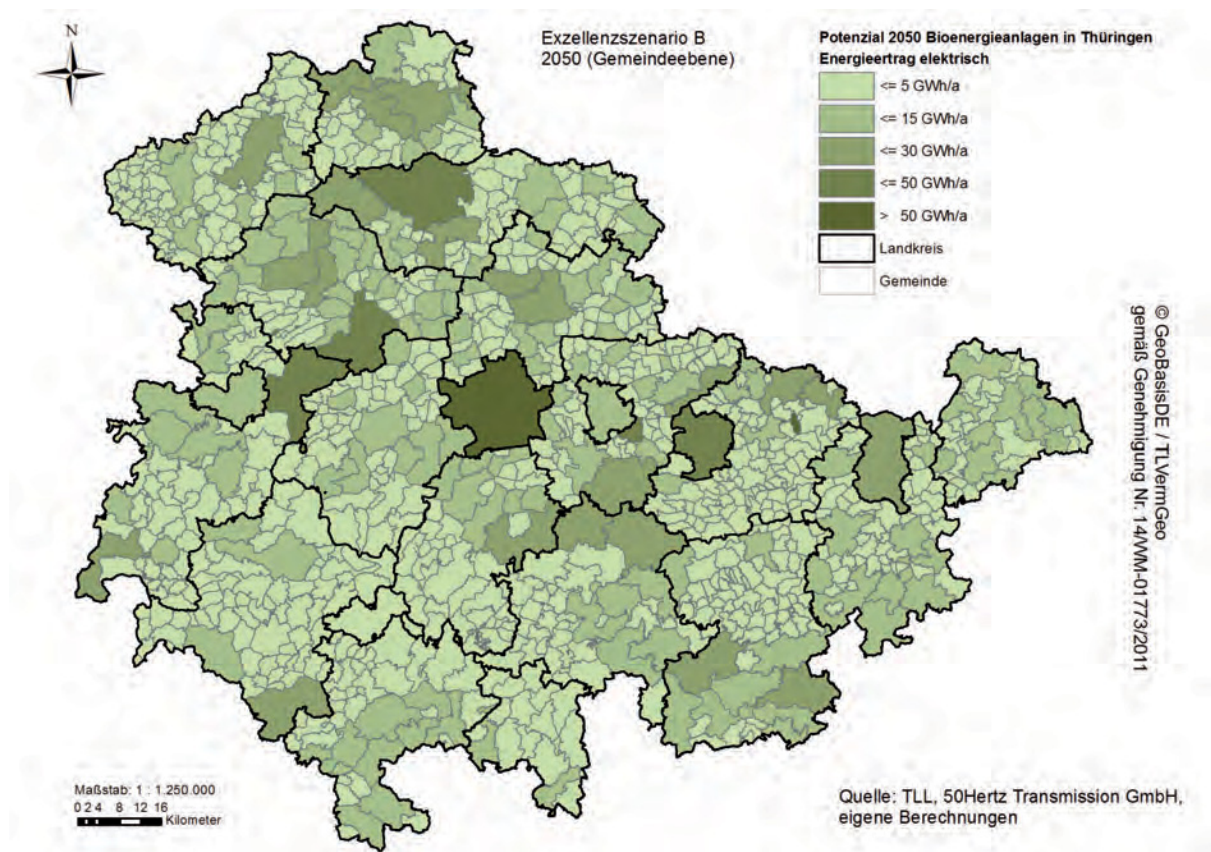 N
Exzellenzszenario B
2050 (Gemeindeebene)
Potenzial 2050 Bioenergieanlagen in Thüringen
Energieertrag elektrisch
<= 5 GWh/a
<= 15 GWh/a
<= 30 GWh/a
<= 50 GWh/a
> 50 GWh/a
Landkreis
Gemeinde
© GeoBasisDE / TLVermGeo
gemäß Genehmigung Nr. 14/WM-01773/2011
Maßstab: 1 : 1.250.000
0 2 4 8 12 16
Kilometer
Quelle: TLL, 50Hertz Transmission GmbH,
eigene Berechnungen